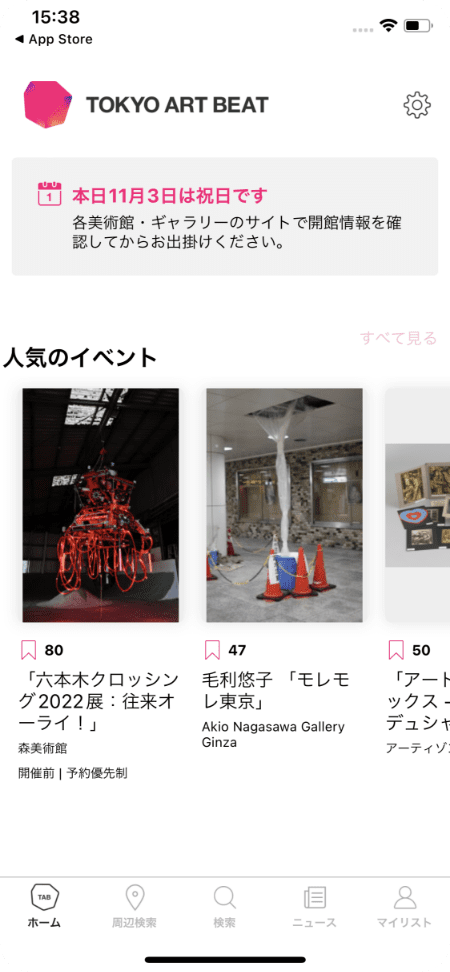 15:38
◀ App Store
TOKYO ART BEAT
1
本日11月3日は祝日です
各美術館・ギャラリーのサイトで開館情報を確
認してからお出掛けください。
すべて見る
人気のイベント
80
「六本木クロッシン
グ2022展：往来オ
ーライ！」
森美術館
開催前 | 予約優先制
47
毛利悠子 「モレモ
レ東京」
Akio Nagasawa Gallery
Ginza
50
「アート
ックス -
デュシャ
アーティゾ
TAB
ホーム
周辺検索
検索
ニュース
マイリスト